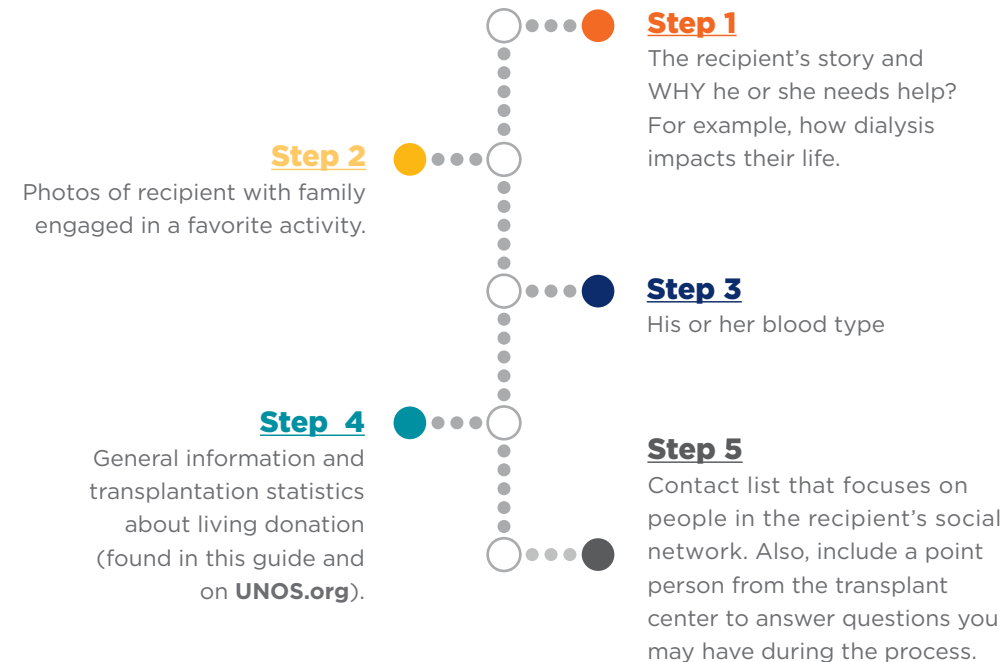 Step 1
The recipient’s story and
WHY he or she needs help?
For example, how dialysis
impacts their life.
Step 2
Photos of recipient with family
engaged in a favorite activity.
Step 3
His or her blood type
Step 4
General information and
transplantation statistics
about living donation
(found in this guide and
on UNOS.org).
Step 5
Contact list that focuses on
people in the recipient’s social
network. Also, include a point
person from the transplant
center to answer questions you
may have during the process.